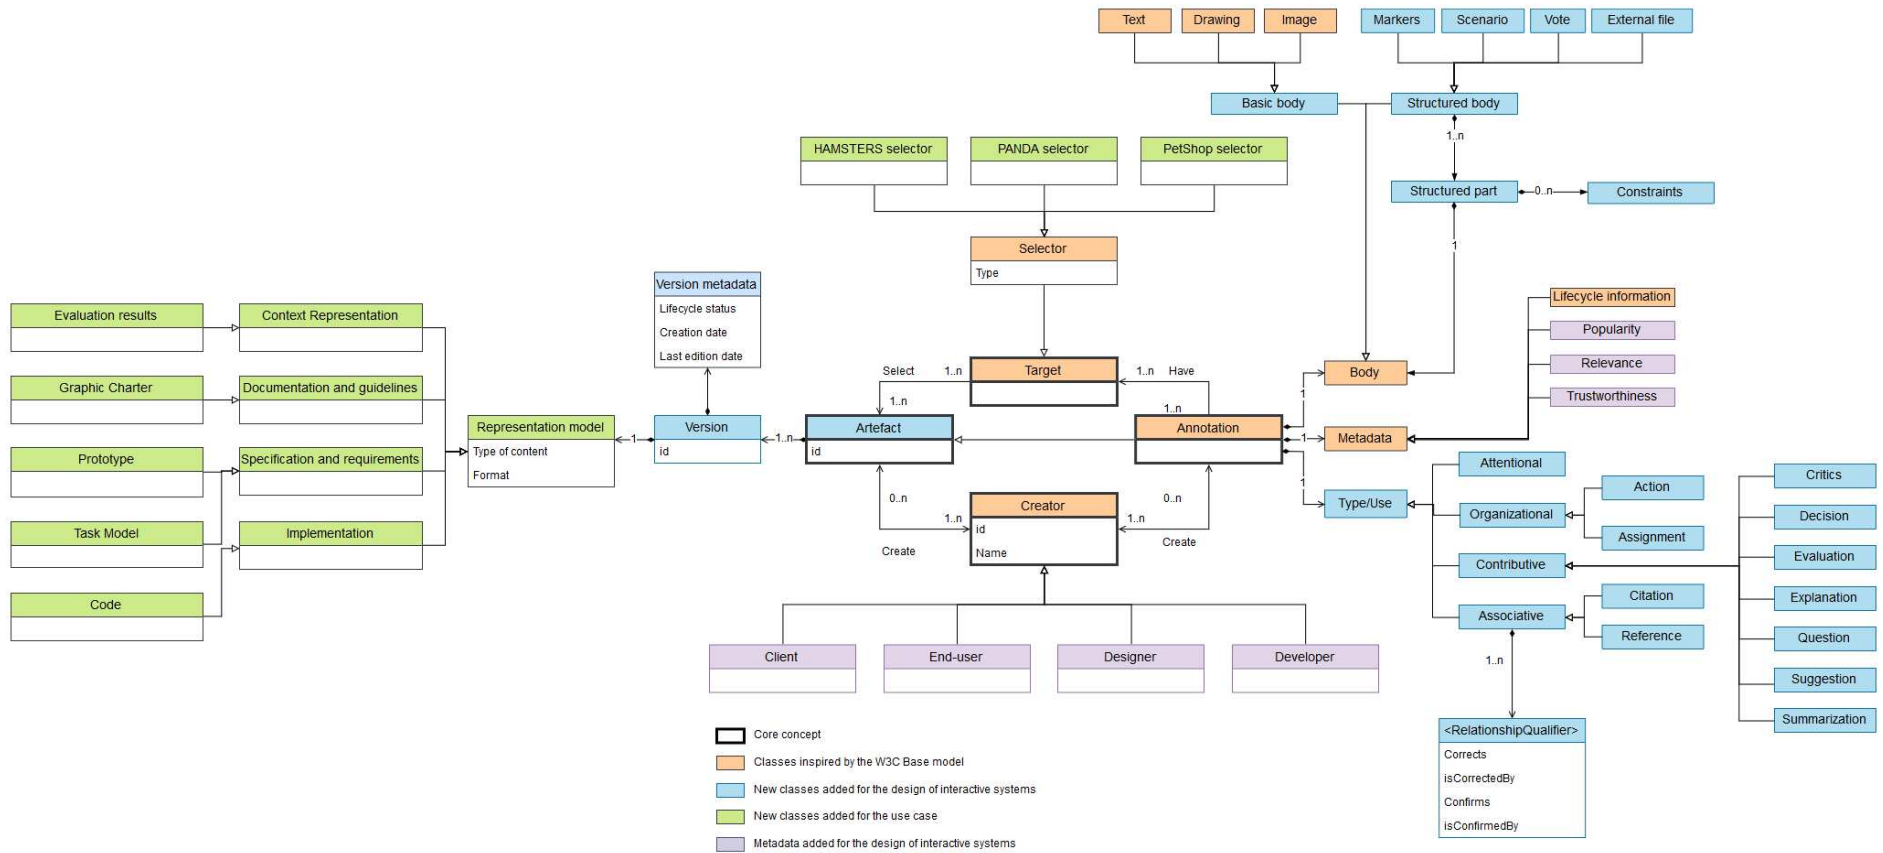 Text
Drawing
Image
Markers
Scenario
Vote
External file
Basic body
Structured body
1..n
HAMSTERS selector
PANDA selector
PetShop selector
Structured part
0..n
Constraints
1
Selector
Type
Version metadata
Lifecycle status
Creation date
Last edition date
Lifecycle information
Popularity
Relevance
Trustworthiness
Evaluation results
Context Representation
Graphic Charter
Documentation and guidelines
Select
1..n
Target
1..n
Have
1
Body
1..n
1..n
Representation model
Type of content
Format
1
Version
id
1..n
Artefact
id
Annotation
1
Metadata
Prototype
Specification and requirements
Attentional
Critics
1
Type/Use
Organizational
Action
Assignment
Decision
0..n
1..n
Creator
id
Name
1..n
0..n
Create
Create
Task Model
Implementation
Contributive
Evaluation
Code
Associative
Citation
Reference
Explanation
Question
Suggestion
Summarization
Client
End-user
Designer
Developer
1..n
<RelationshipQualifier>
Corrects
isCorrectedBy
Confirms
isConfirmedBy
Core concept
Classes inspired by the W3C Base model
New classes added for the design of interactive systems
New classes added for the use case
Metadata added for the design of interactive systems